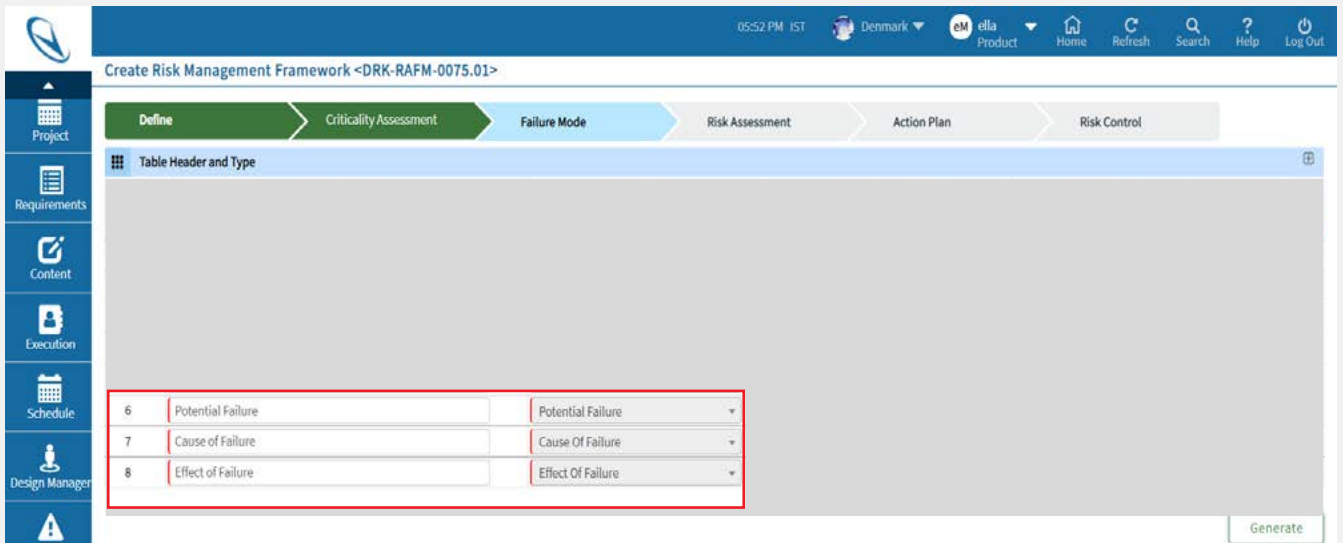 05:52 PM IST Denmark eM ella Product Home Refresh Search Help Log Out
Create Risk Management Framework <DRK-RAFM-0075.01>
Define Criticality Assessment Failure Mode Risk Assessment Action Plan Risk Control
Table Header and Type
Project
Requirements
Content
Execution
Schedule
Design Manager
6 Potential Failure Potential Failure
7 Cause of Failure Cause Of Failure
8 Effect of Failure Effect Of Failure
Generate